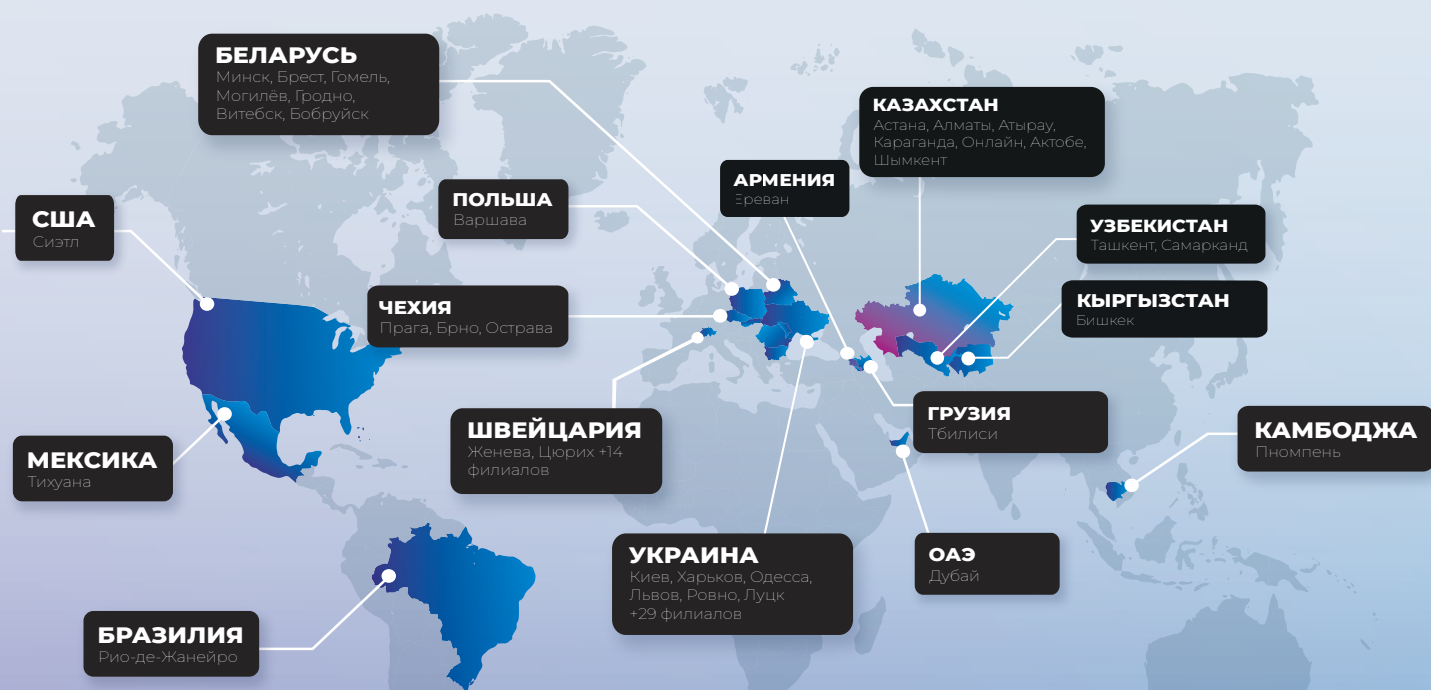 БЕЛАРУСЬ
Минск, Брест, Гомель,
Могилёв, Гродно,
Витебск, Бобруйск
КАЗАХСТАН
Астана, Алматы, Атырау,
Караганда, Онлайн, Актобе,
Шымкент
АРМЕНИЯ
Ереван
ПОЛЬША
Варшава
США
Сиэтл
УЗБЕКИСТАН
Ташкент, Самарканд
ЧЕХИЯ
Прага, Брно, Острава
КЫРГЫЗСТАН
Бишкек
ШВЕЙЦАРИЯ
Женева, Цюрих +14
филиалов
ГРУЗИЯ
Тбилиси
КАМБОДЖА
Пномпень
МЕКСИКА
Тихуана
УКРАИНА
Киев, Харьков, Одесса,
Львов, Ровно, Луцк
+29 филиалов
ОАЭ
Дубай
БРАЗИЛИЯ
Рио-де-Жанейро